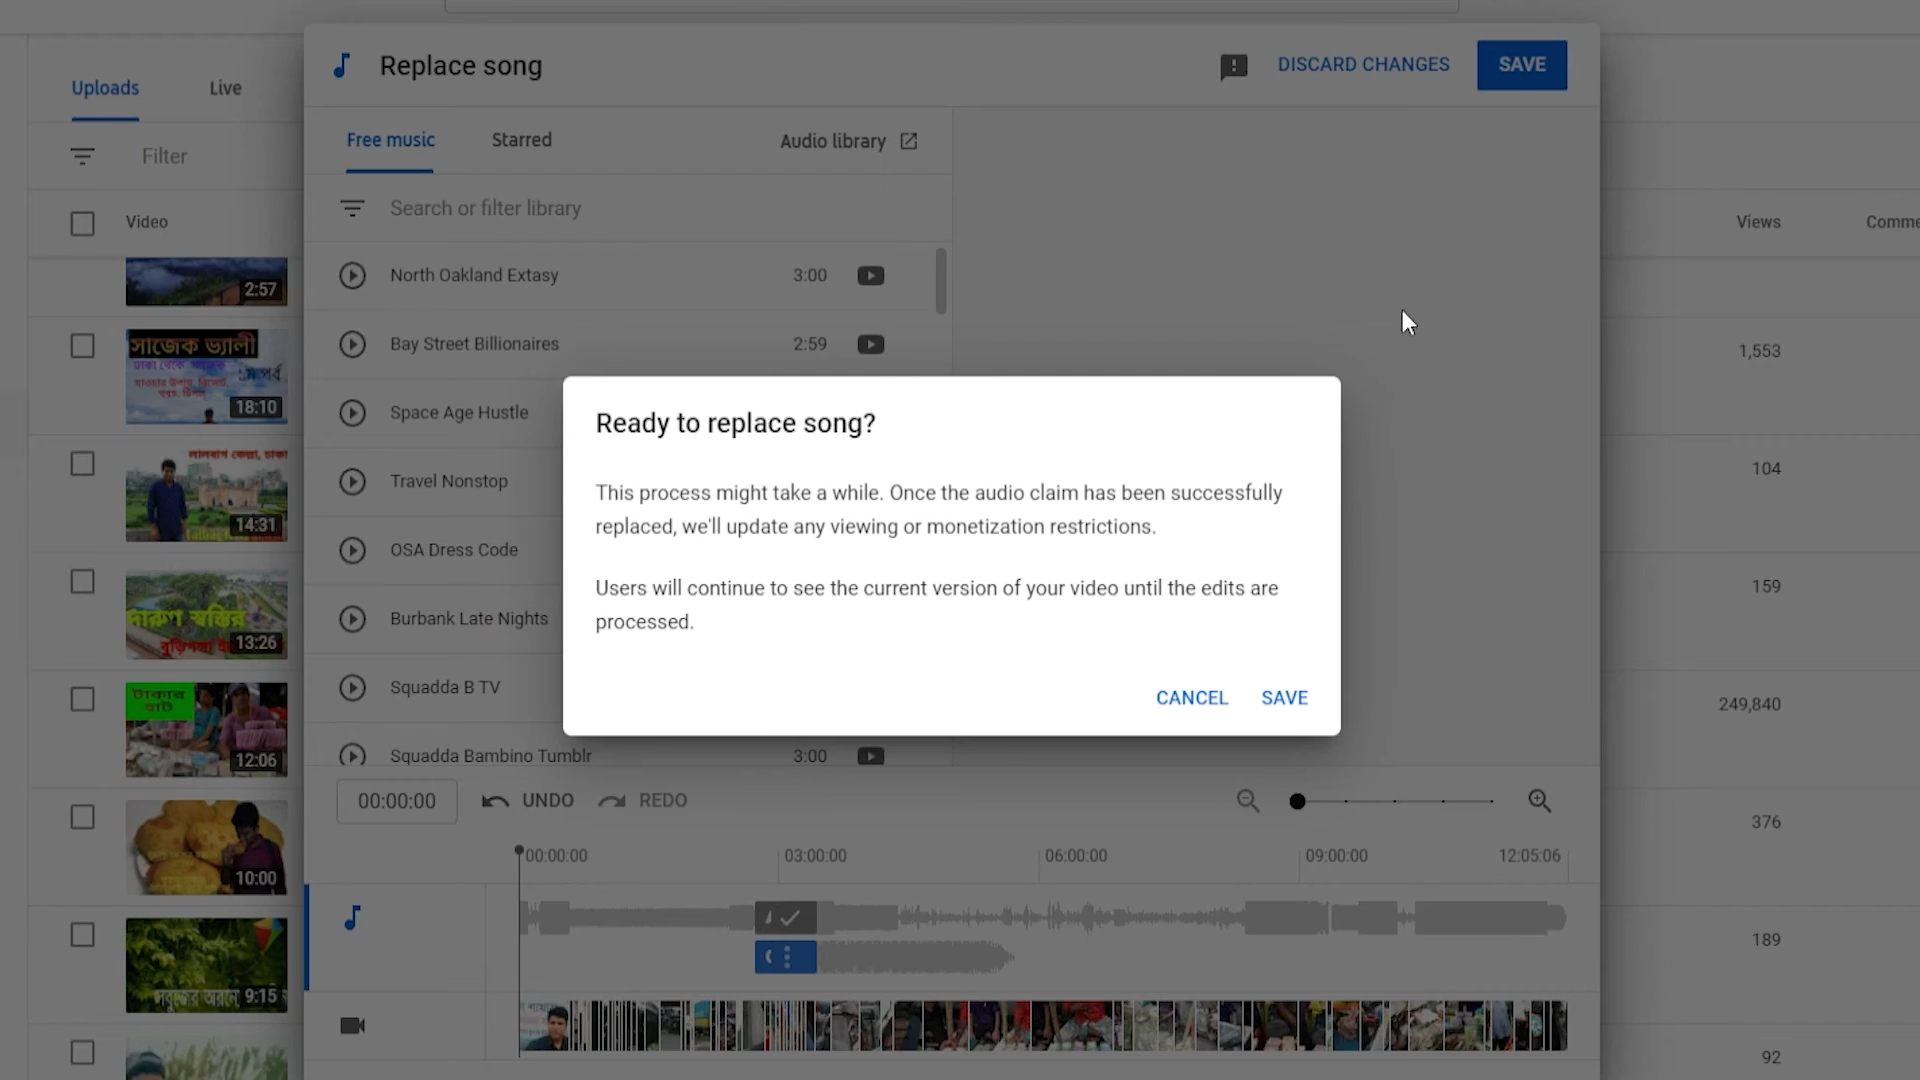 Replace song
DISCARD CHANGES
SAVE
Uploads
Live
Free music
Starred
Audio library
Filter
Search or filter library
Video
Views
Comme
2:57
সাজেক ভ্যালী
18:10
14:31
দারুণ স্বস্তির
13:26
টাকার
হাট
12:06
10:00
9:15
North Oakland Extasy
3:00
Bay Street Billionaires
2:59
Space Age Hustle
Travel Nonstop
OSA Dress Code
Burbank Late Nights
Squadda B TV
Squadda Bambino Tumblr
3:00
Ready to replace song?
This process might take a while. Once the audio claim has been successfully
replaced, we'll update any viewing or monetization restrictions.
Users will continue to see the current version of your video until the edits are
processed.
CANCEL
SAVE
1,553
104
159
249,840
376
189
92
00:00:00
UNDO
REDO
00:00:00
03:00:00
06:00:00
09:00:00
12:05:06